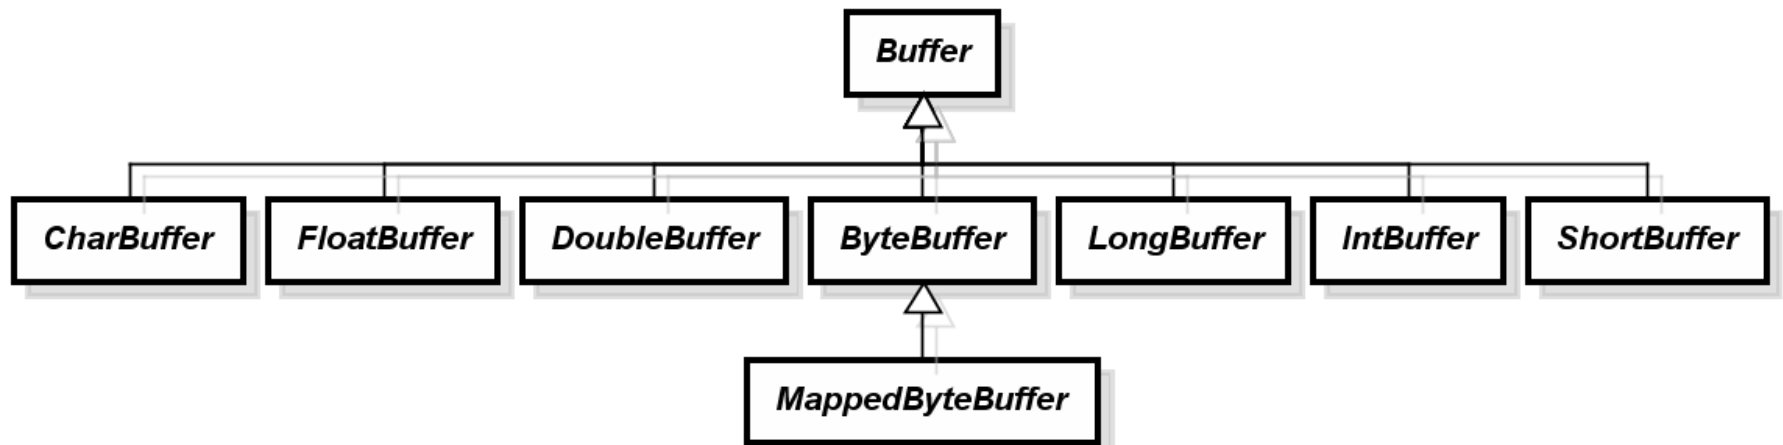 Buffer
CharBuffer FloatBuffer DoubleBuffer ByteBuffer LongBuffer IntBuffer ShortBuffer
MappedByteBuffer